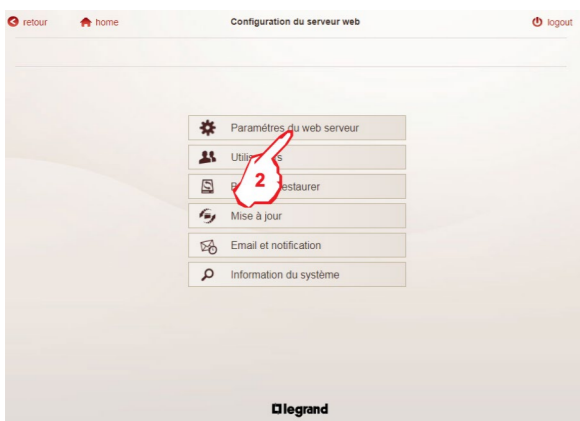 retour home Configuration du serveur web logout
Paramétres du web serveur
2
Mise à jour
Email et notification
Information du système
legrand